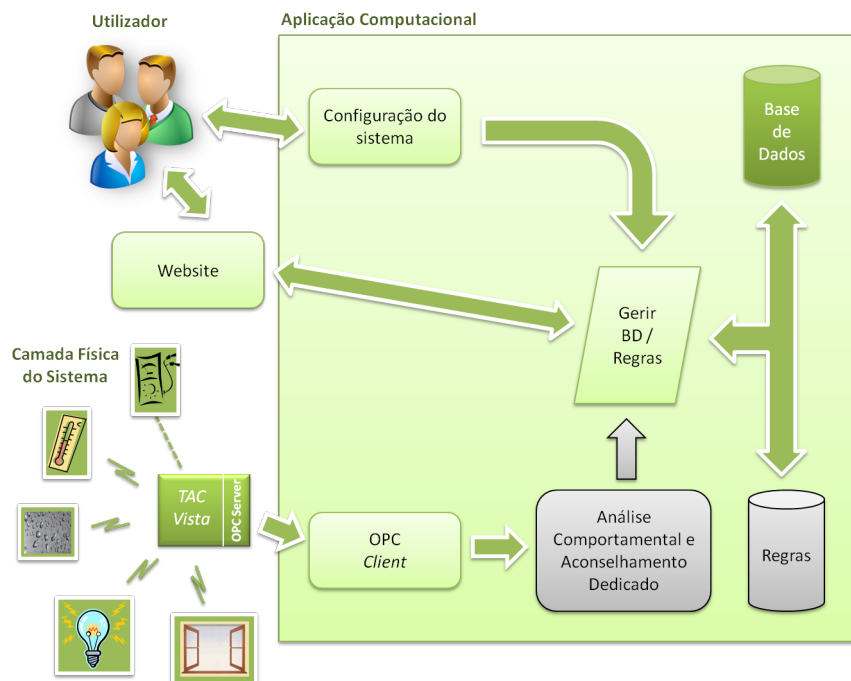 Utilizador
Aplicação Computacional
Configuração do
sistema
Base
de
Dados
Website
Gerir
BD /
Regras
Camada Física
do Sistema
TAC
Vista
OPC Server
OPC
Client
Análise
Comportamental e
Aconselhamento
Dedicado
Regras